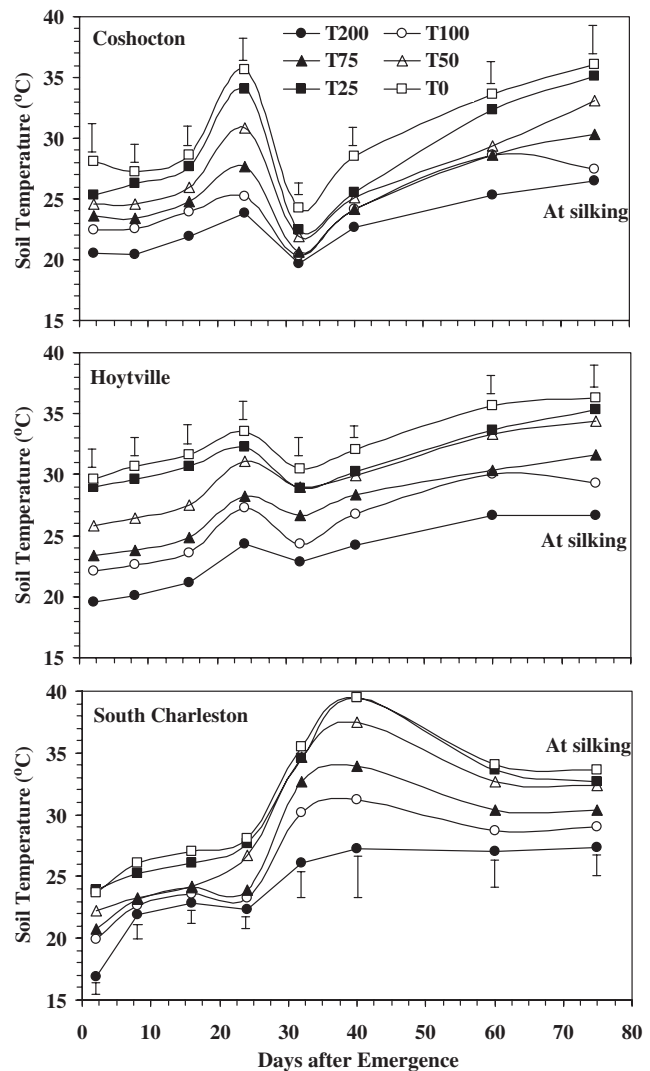 Coshocton
T200
T100
T75
T50
T25
T0
Soil Temperature (°C)
40
35
30
25
20
15
At silking
Hoytville
Soil Temperature (°C)
40
35
30
25
20
15
At silking
South Charleston
Soil Temperature (°C)
40
35
30
25
20
15
At silking
0 10 20 30 40 50 60 70 80
Days after Emergence